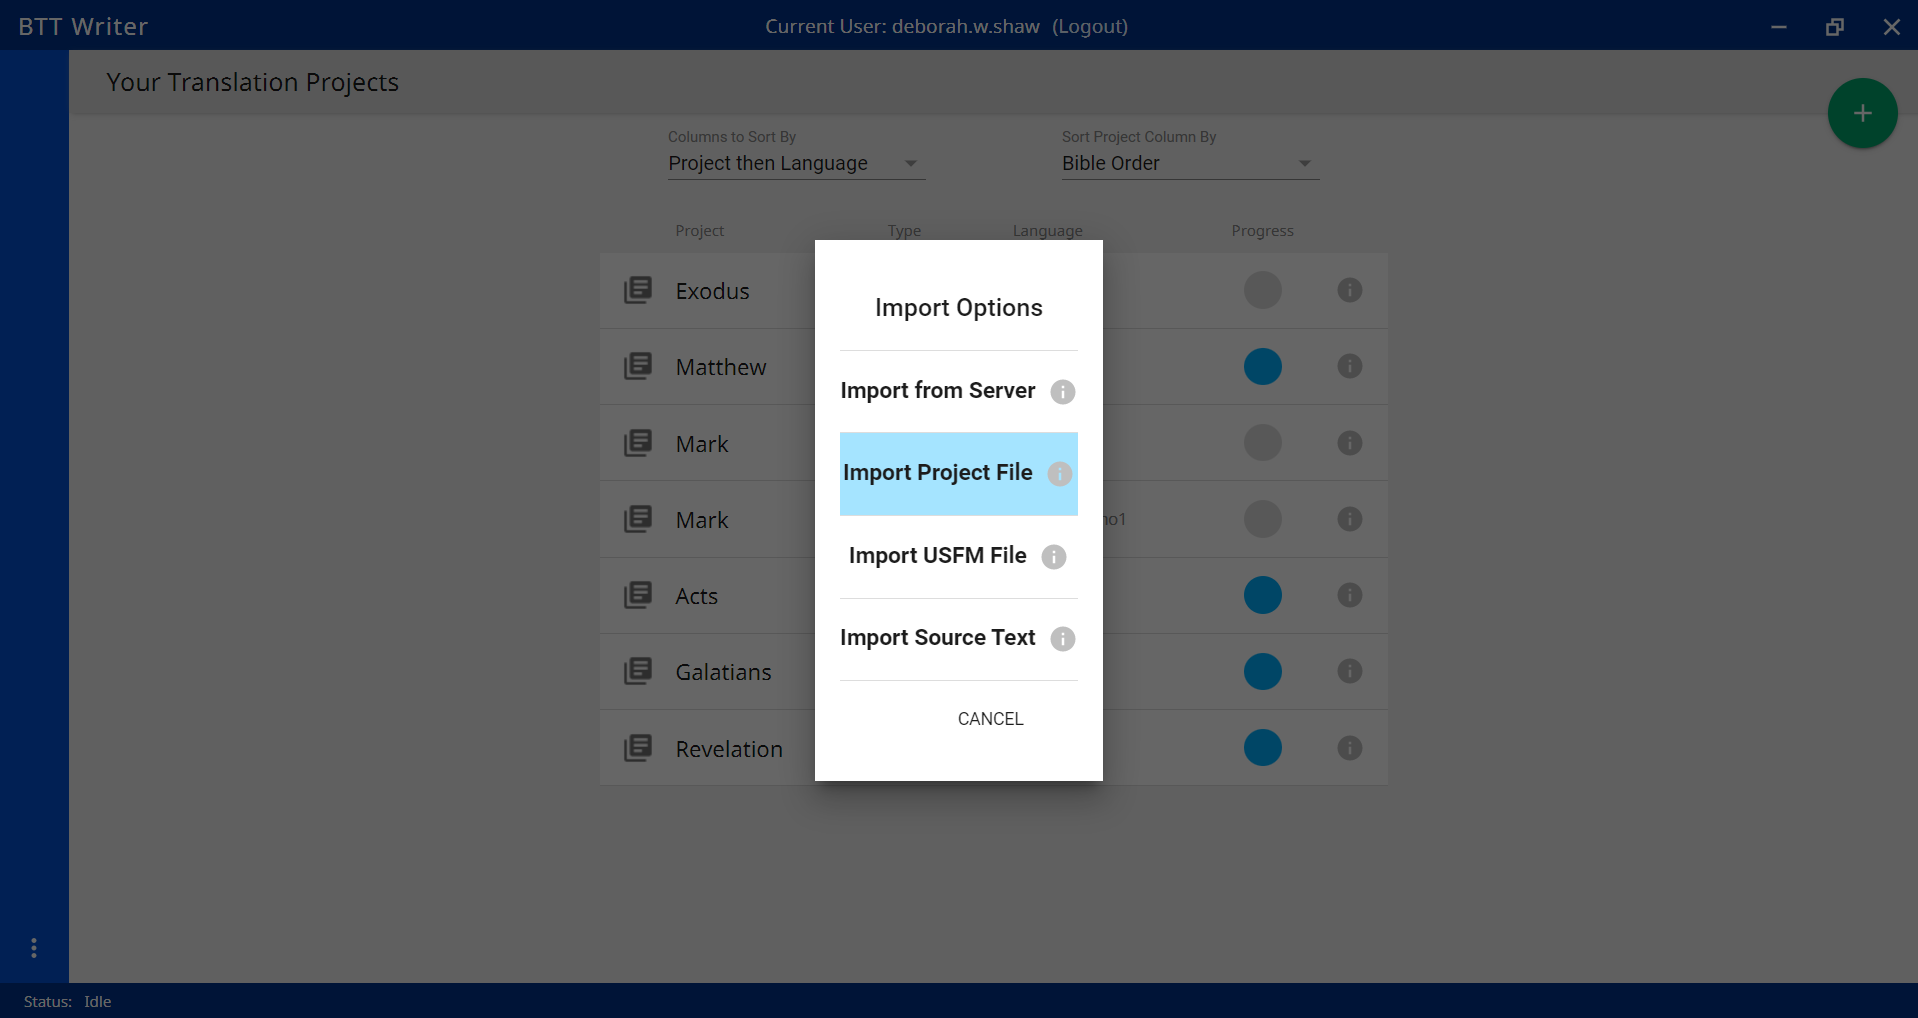 BTT Writer
Current User: deborah.w.shaw (Logout)
Your Translation Projects
Columns to Sort By
Project then Language
Sort Project Column By
Bible Order
Project Type Language Progress
Exodus
Matthew
Mark
Mark
Acts
Galatians
Revelation
Import Options
Import from Server
Import Project File
Import USFM File
Import Source Text
CANCEL
Status: Idle